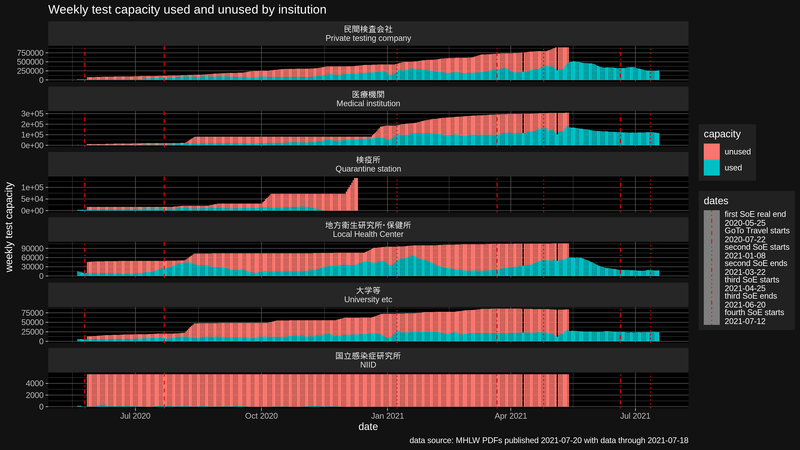 Weekly test capacity used and unused by insitution
民間検査会社
Private testing company
750000
500000
250000
0
医療機関
Medical institution
3e+05
2e+05
1e+05
0e+00
検疫所
Quarantine station
1e+05
5e+04
0e+00
地方衛生研究所・保健所
Local Health Center
90000
60000
30000
0
大学等
University etc
75000
50000
25000
0
国立感染症研究所
NIID
4000
2000
0
Jul 2020
Oct 2020
Jan 2021
Apr 2021
Jul 2021
date
weekly test capacity
capacity
unused
used
dates
first SoE real end
2020-05-25
GoTo Travel starts
2020-07-22
second SoE starts
2021-01-08
second SoE ends
2021-03-22
third SoE starts
2021-04-25
third SoE ends
2021-06-20
fourth SoE starts
2021-07-12
data source: MHLW PDFs published 2021-07-20 with data through 2021-07-18